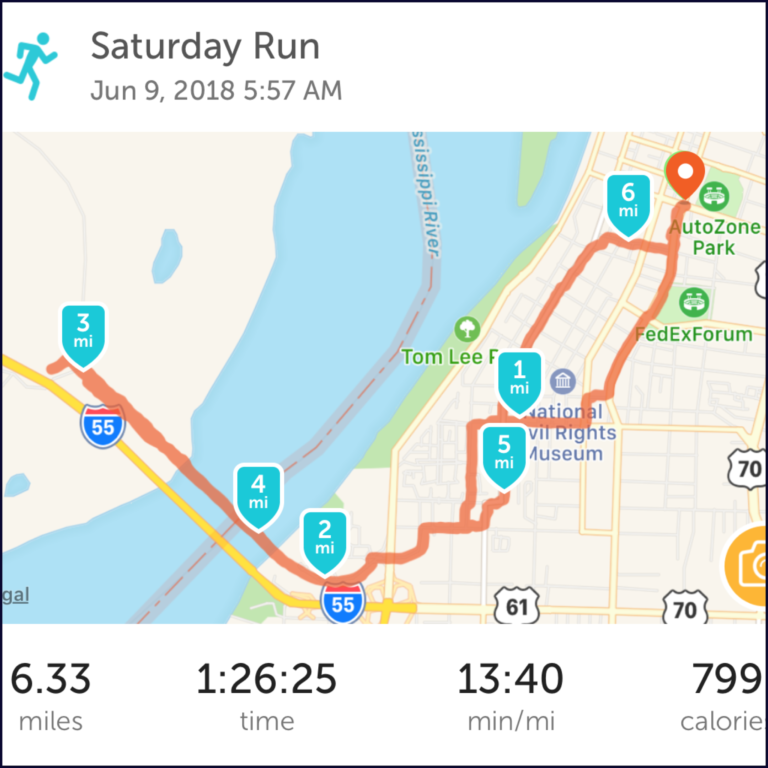 Saturday Run
Jun 9, 2018 5:57 AM
ssissippi River
6
mi
AutoZone
Park
3
mi
FedExForum
Tom Lee P
1
mi
National
vil Rights
Museum
55
5
mi
70
4
mi
2
mi
gal
55
61
70
6.33
1:26:25
13:40
799
miles
time
min/mi
calorie